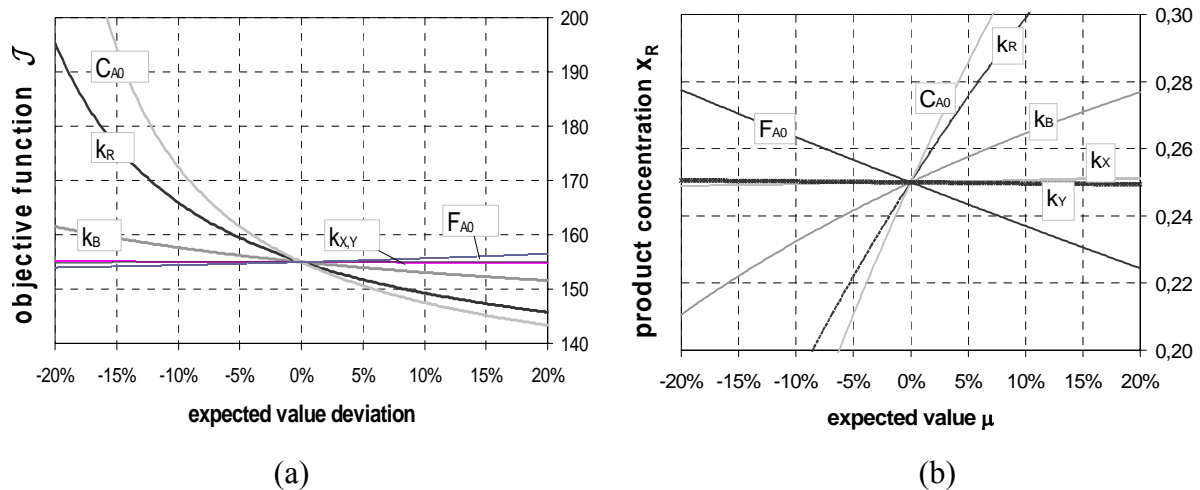 objective function J
200
190
180
170
160
150
140
C_A0
k_R
k_B
k_X,Y
F_A0
-20% -15% -10% -5% 0% 5% 10% 15% 20%
expected value deviation
(a)
product concentration x_R
0,30
0,28
0,26
0,24
0,22
0,20
k_R
C_A0
k_B
F_A0
k_X
k_Y
-20% -15% -10% -5% 0% 5% 10% 15% 20%
expected value μ
(b)